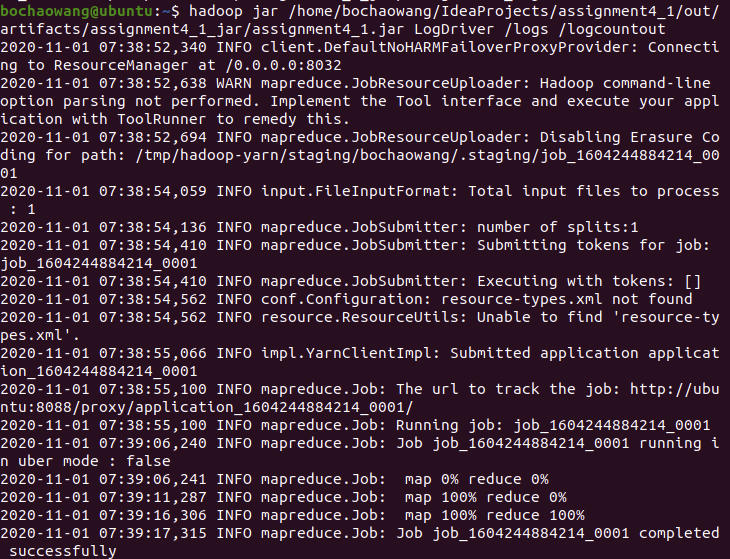 bochaowang@ubuntu:~$ hadoop jar /home/bochaowang/IdeaProjects/assignment4_1/out/
artifacts/assignment4_1_jar/assignment4_1.jar LogDriver /logs /logcountout
2020-11-01 07:38:52,340 INFO client.DefaultNoHARMFailoverProxyProvider: Connecti
ng to ResourceManager at /0.0.0.0:8032
2020-11-01 07:38:52,638 WARN mapreduce.JobResourceUploader: Hadoop command-line
option parsing not performed. Implement the Tool interface and execute your appl
ication with ToolRunner to remedy this.
2020-11-01 07:38:52,694 INFO mapreduce.JobResourceUploader: Disabling Erasure Co
ding for path: /tmp/hadoop-yarn/staging/bochaowang/.staging/job_1604244884214_00
01
2020-11-01 07:38:54,059 INFO input.FileInputFormat: Total input files to process
 : 1
2020-11-01 07:38:54,136 INFO mapreduce.JobSubmitter: number of splits:1
2020-11-01 07:38:54,410 INFO mapreduce.JobSubmitter: Submitting tokens for job:
job_1604244884214_0001
2020-11-01 07:38:54,410 INFO mapreduce.JobSubmitter: Executing with tokens: []
2020-11-01 07:38:54,562 INFO conf.Configuration: resource-types.xml not found
2020-11-01 07:38:54,562 INFO resource.ResourceUtils: Unable to find 'resource-ty
pes.xml'.
2020-11-01 07:38:55,066 INFO impl.YarnClientImpl: Submitted application applicat
ion_1604244884214_0001
2020-11-01 07:38:55,100 INFO mapreduce.Job: The url to track the job: http://ubu
ntu:8088/proxy/application_1604244884214_0001/
2020-11-01 07:38:55,100 INFO mapreduce.Job: Running job: job_1604244884214_0001
2020-11-01 07:39:06,240 INFO mapreduce.Job: Job job_1604244884214_0001 running i
n uber mode : false
2020-11-01 07:39:06,241 INFO mapreduce.Job:  map 0% reduce 0%
2020-11-01 07:39:11,287 INFO mapreduce.Job:  map 100% reduce 0%
2020-11-01 07:39:16,306 INFO mapreduce.Job:  map 100% reduce 100%
2020-11-01 07:39:17,315 INFO mapreduce.Job: Job job_1604244884214_0001 completed
 successfully